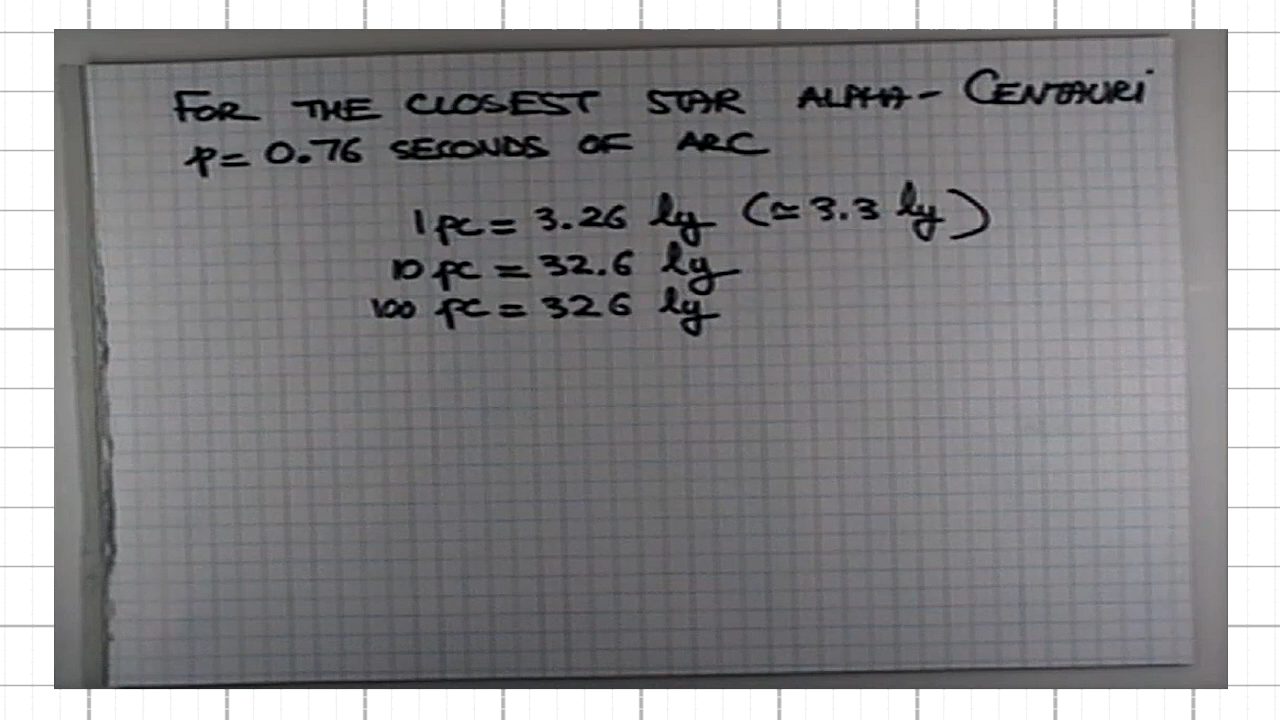 FOR THE CLOSEST STAR ALPHA-CENTAURI
p = 0.76 SECONDS OF ARC
1 pc = 3.26 ly (≃ 3.3 ly)
10 pc = 32.6 ly
100 pc = 326 ly